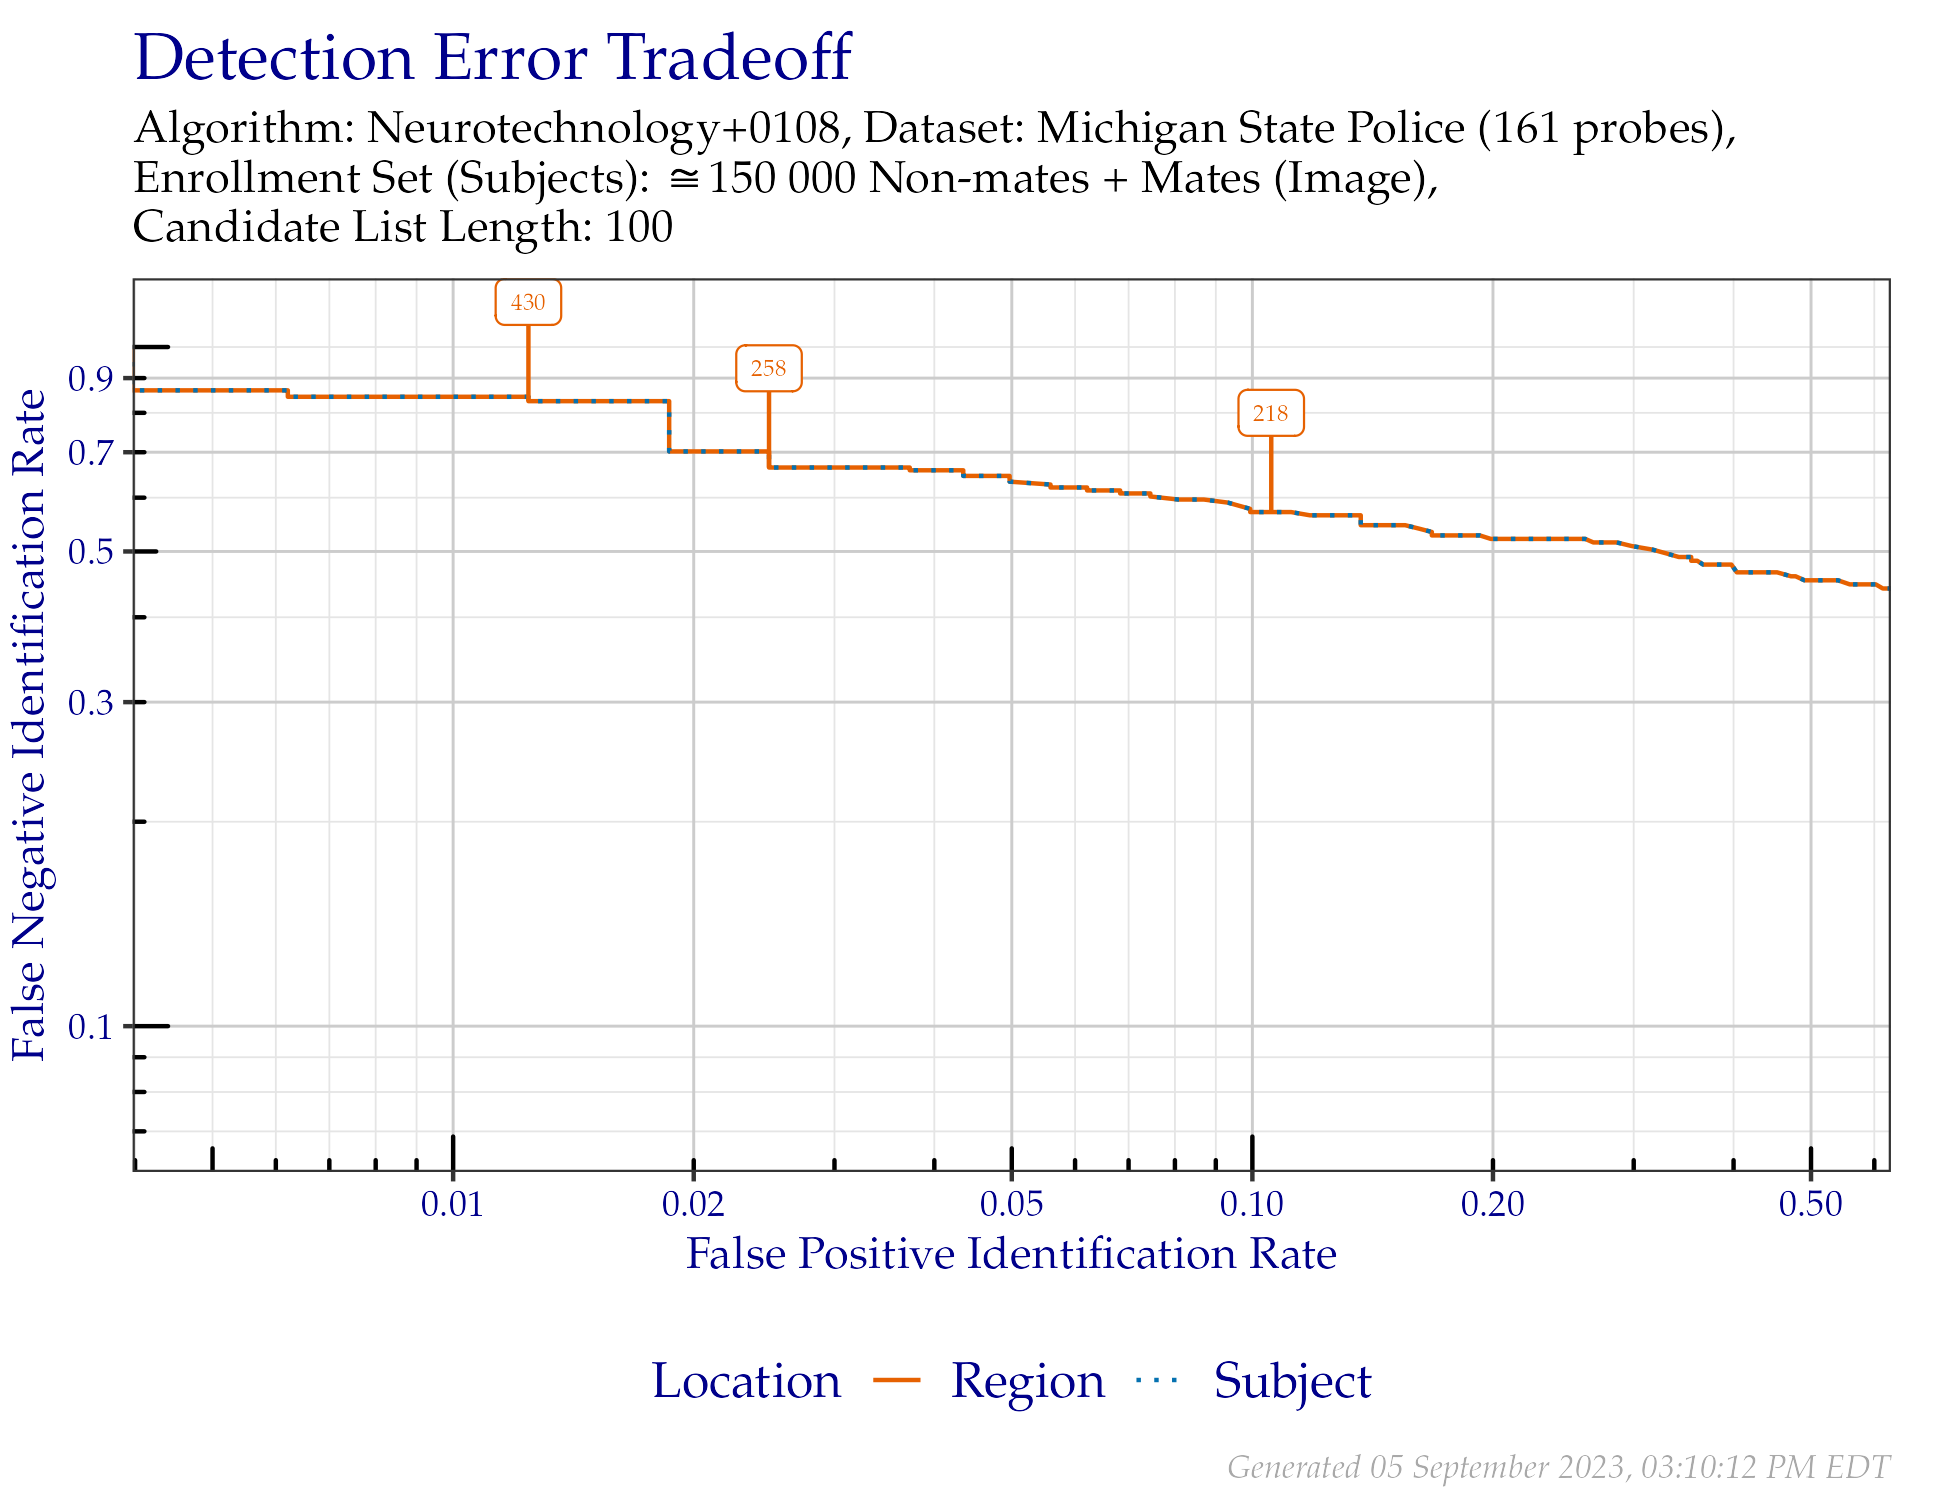 Detection Error Tradeoff
Algorithm: Neurotechnology+0108, Dataset: Michigan State Police (161 probes),
Enrollment Set (Subjects): ≅ 150 000 Non-mates + Mates (Image),
Candidate List Length: 100
430
258
218
0.9
0.7
0.5
0.3
0.1
False Negative Identification Rate
0.01 0.02 0.05 0.10 0.20 0.50
False Positive Identification Rate
Location Region Subject
Generated 05 September 2023, 03:10:12 PM EDT